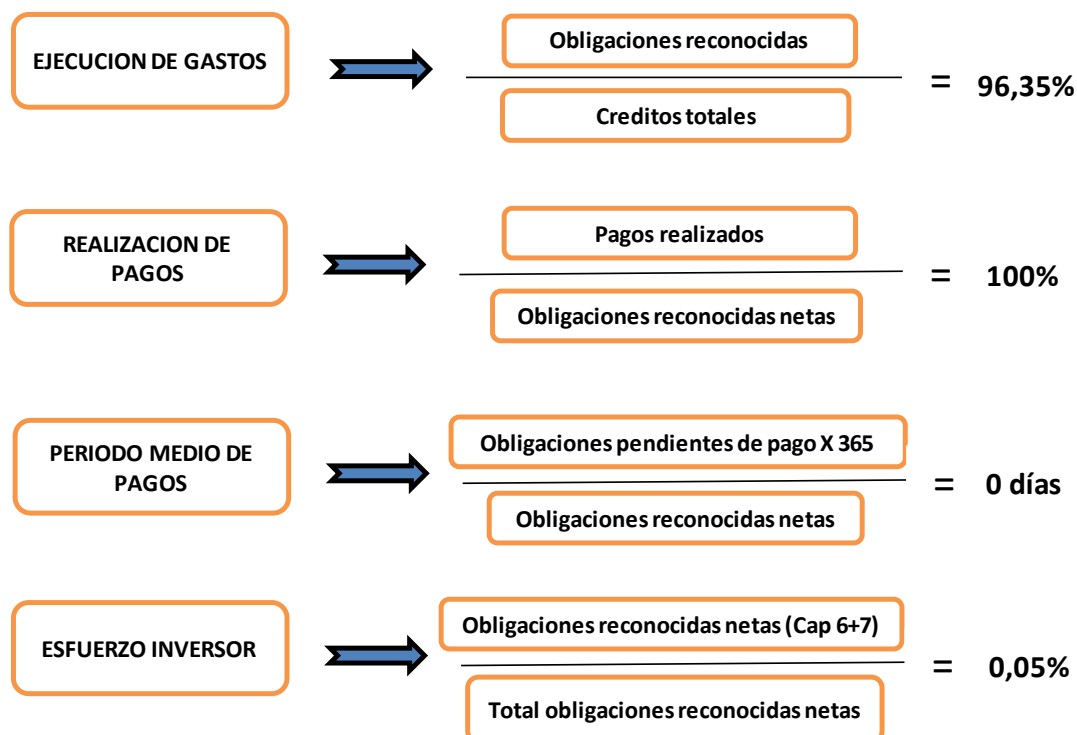 EJECUCION DE GASTOS
Obligaciones reconocidas
Creditos totales
= 96,35%
REALIZACION DE
PAGOS
Pagos realizados
Obligaciones reconocidas netas
= 100%
PERIODO MEDIO DE
PAGOS
Obligaciones pendientes de pago X 365
Obligaciones reconocidas netas
= 0 días
ESFUERZO INVERSOR
Obligaciones reconocidas netas (Cap 6+7)
Total obligaciones reconocidas netas
= 0,05%